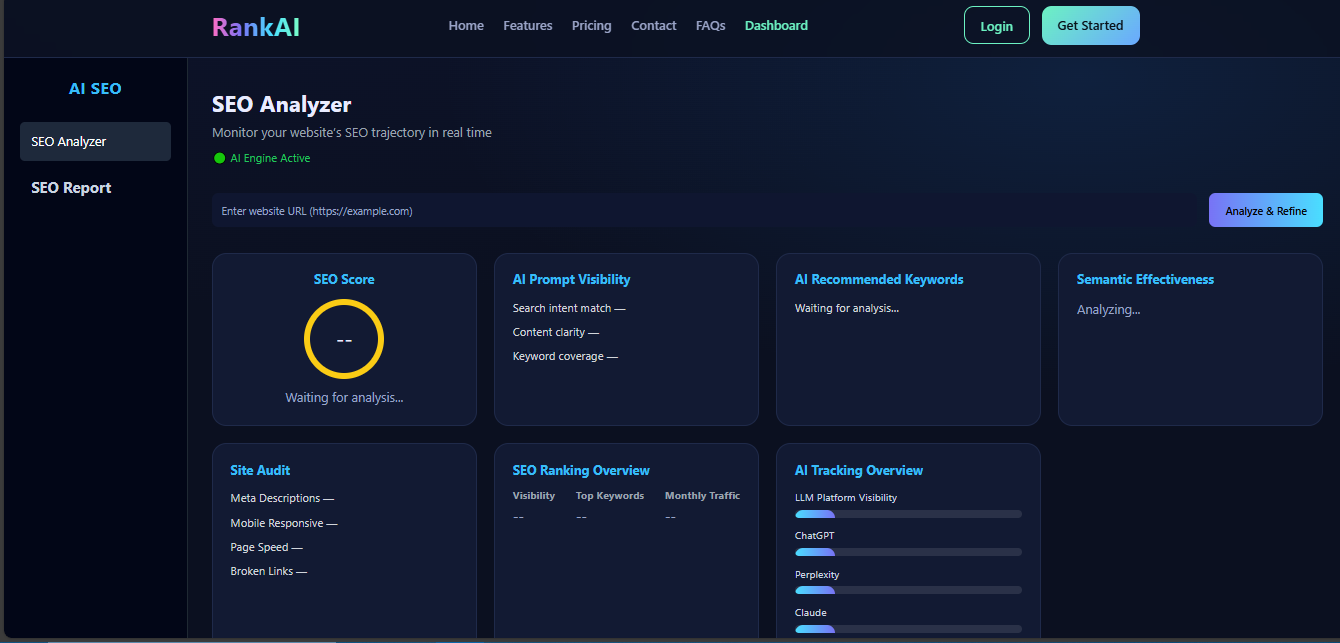 RankAI
Home Features Pricing Contact FAQs Dashboard
Login Get Started
AI SEO
SEO Analyzer
SEO Report
SEO Analyzer
Monitor your website's SEO trajectory in real time
AI Engine Active
Enter website URL (https://example.com)
Analyze & Refine
SEO Score
--
Waiting for analysis...
AI Prompt Visibility
Search intent match —
Content clarity —
Keyword coverage —
AI Recommended Keywords
Waiting for analysis...
Semantic Effectiveness
Analyzing...
Site Audit
Meta Descriptions —
Mobile Responsive —
Page Speed —
Broken Links —
SEO Ranking Overview
Visibility Top Keywords Monthly Traffic
-- -- --
AI Tracking Overview
LLM Platform Visibility
ChatGPT
Perplexity
Claude